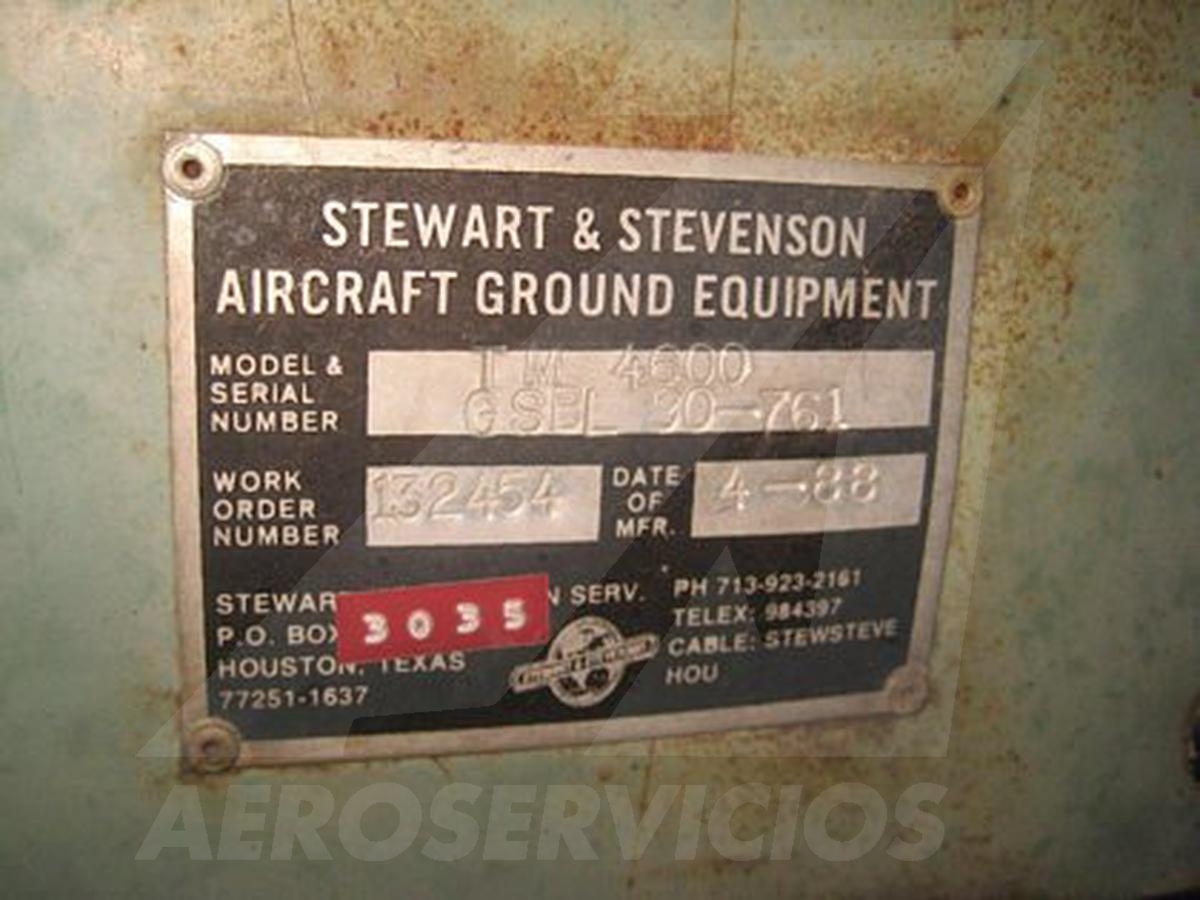 STEWART & STEVENSON
AIRCRAFT GROUND EQUIPMENT
MODEL &
SERIAL
NUMBER
TM 4600
GSEL 30-761
WORK
ORDER
NUMBER
132454
DATE
OF
MFR.
4-88
STEWAR
N SERV.
P.O. BOX
3035
HOUSTON, TEXAS
77251-1637
PH 713-923-2161
TELEX: 984397
CABLE: STEWSTEVE
HOU
AEROSERVICIOS